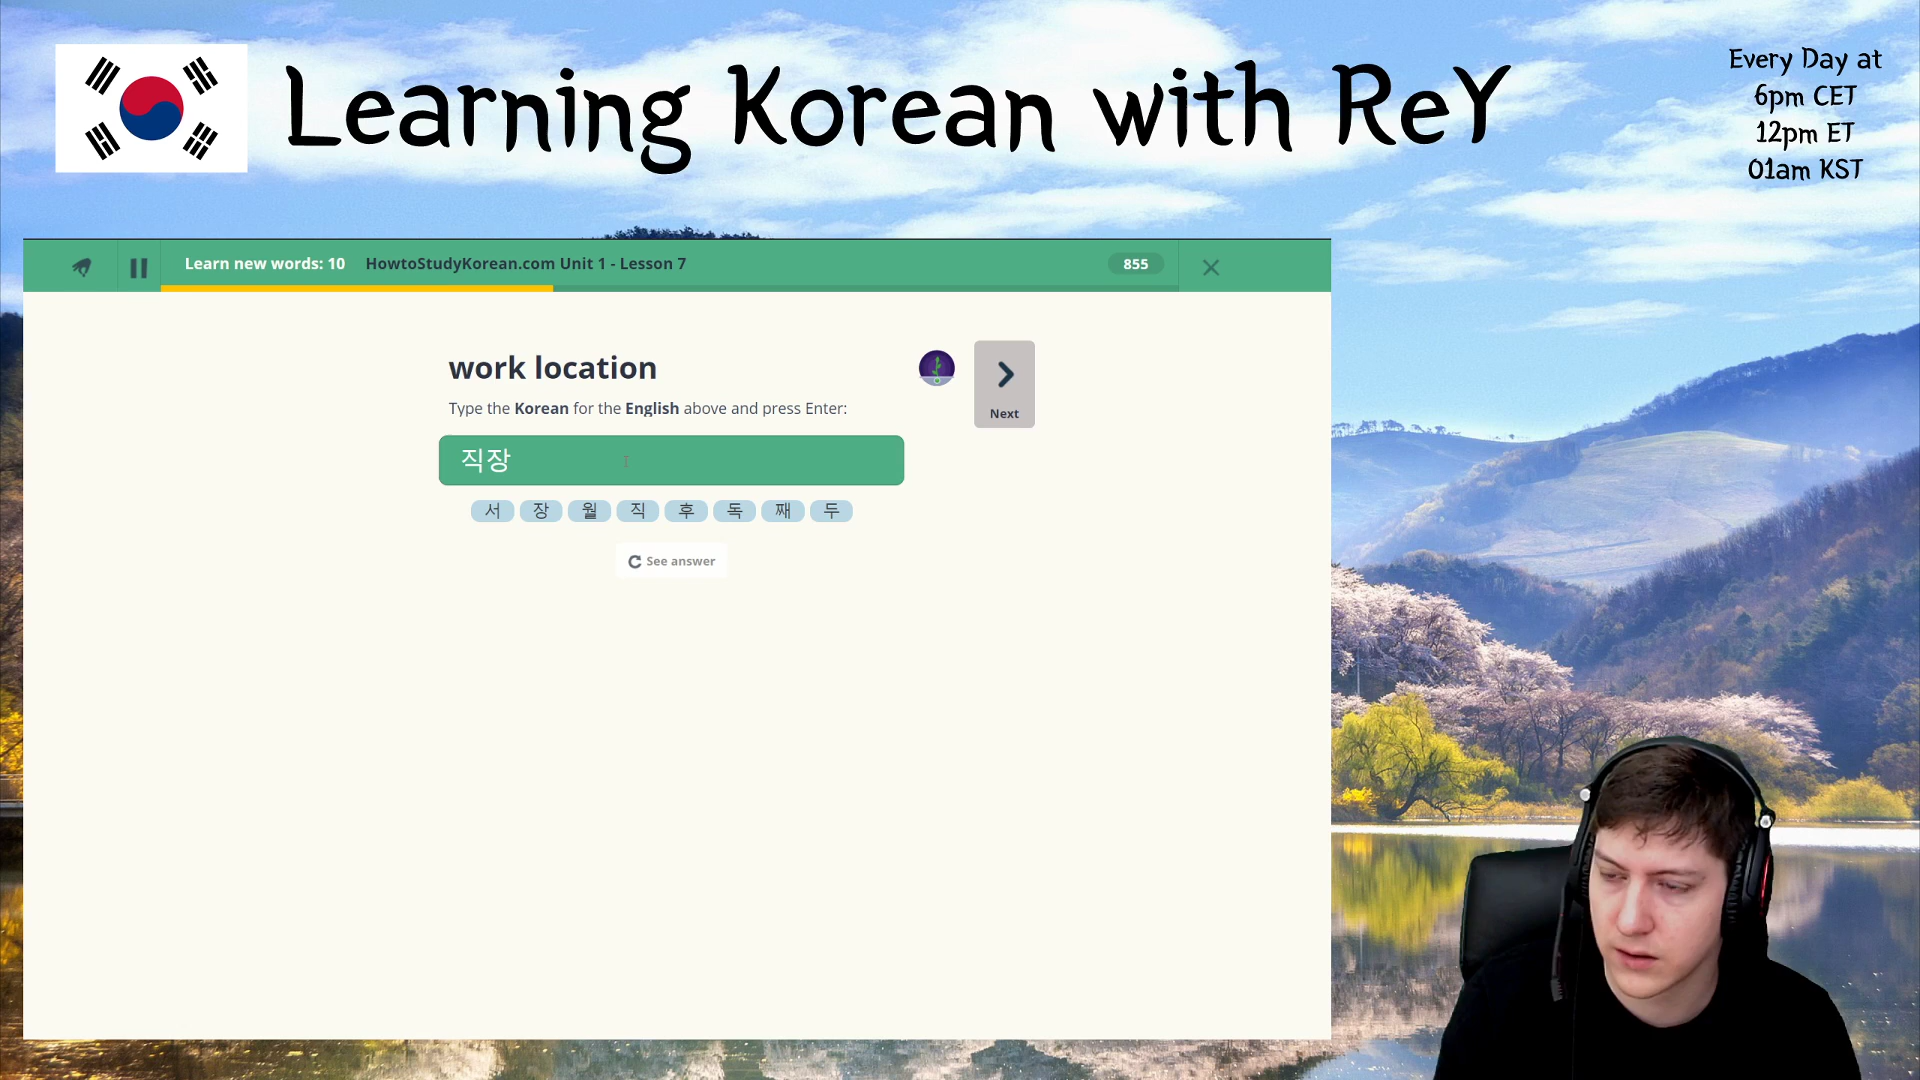 Learning Korean with ReY
Every Day at
6pm CET
12pm ET
01am KST
Learn new words: 10 HowtoStudyKorean.com Unit 1 - Lesson 7
855
work location
Type the Korean for the English above and press Enter:
Next
직장
서 장 월 직 후 독 째 두
See answer